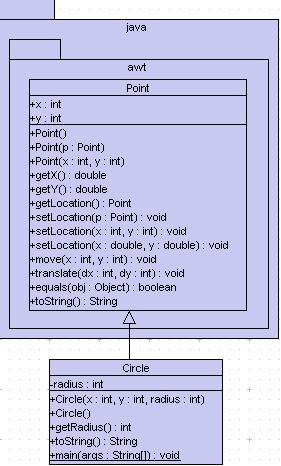 java
awt
Point
+x : int
+y : int
+Point()
+Point(p : Point)
+Point(x : int, y : int)
+getX() : double
+getY() : double
+getLocation() : Point
+setLocation(p : Point) : void
+setLocation(x : int, y : int) : void
+setLocation(x : double, y : double) : void
+move(x : int, y : int) : void
+translate(dx : int, dy : int) : void
+equals(obj : Object) : boolean
+toString() : String
Circle
-radius : int
+Circle(x : int, y : int, radius : int)
+Circle()
+getRadius() : int
+toString() : String
+main(args : String[]) : void